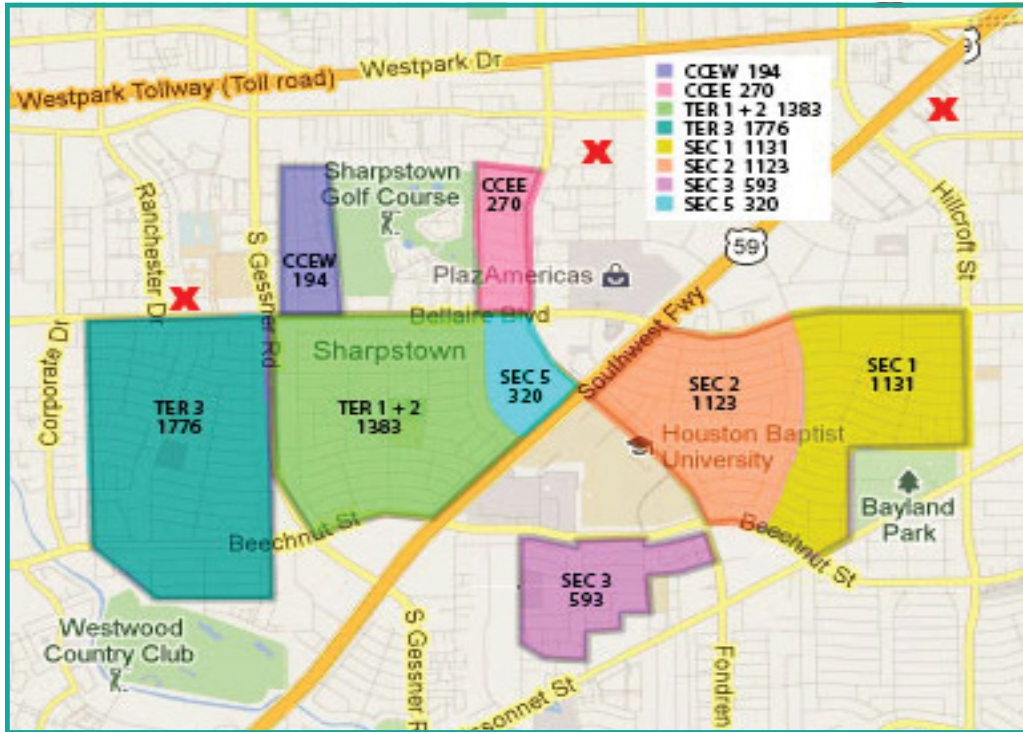 Westpark Dr
Westpark Tollway (Toll road)
CCEW 194
CCEE 270
TER 1 + 2 1383
TER 3 1776
SEC 1 1131
SEC 2 1123
SEC 3 593
SEC 5 320
X
X
Sharpstown
Golf Course
CCEE
270
Ranchester Dr
S Gessner Rd
Hillcroft St
59
CCEW
194
PlazAmericas
X
Bellaire Blvd
Southwest Fwy
Corporate Dr
Sharpstown
SEC 5
320
SEC 2
1123
SEC 1
1131
TER 3
1776
TER 1 + 2
1383
Houston Baptist
University
Bayland
Park
Beechnut St
Beechnut St
SEC 3
593
Westwood
Country Club
S Gessner R
ssonnet St
Fondren